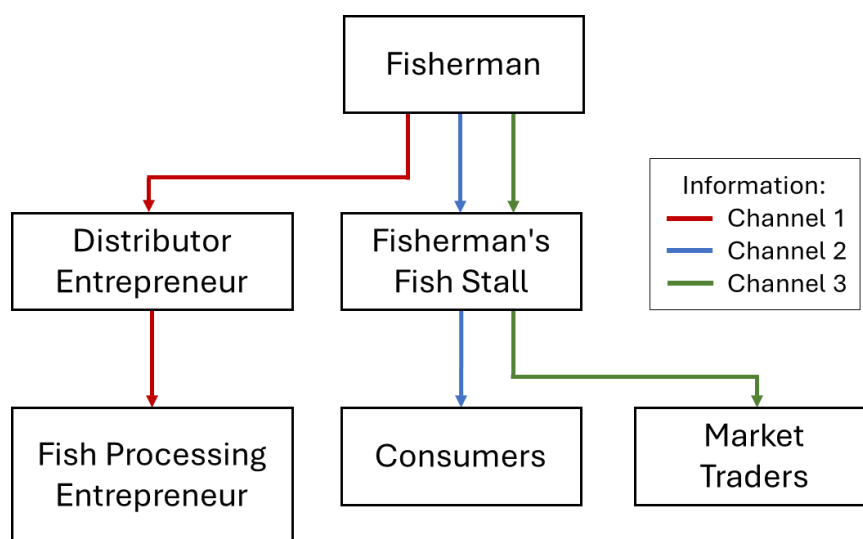 Fisherman
Distributor
Entrepreneur
Fisherman's
Fish Stall
Information:
Channel 1
Channel 2
Channel 3
Fish Processing
Entrepreneur
Consumers
Market
Traders